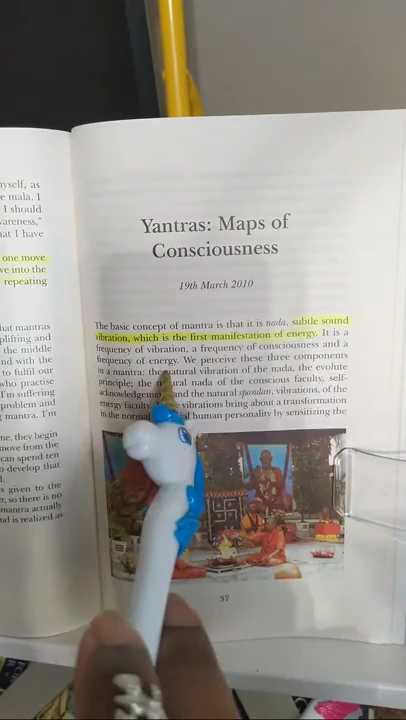 myself, as
e mala. I
I should
vareness,"
hat I have
one move
ve into the
repeating
hat mantras
plifting and
the middle
nd with the
to fulfil our
who practise
I'm suffering
problem and
mantra. I'm
ne, they begin
move from the
can spend ten
o develop that
s given to the
r, so there is no
mantra actually
nd is realized as
Yantras: Maps of
Consciousness
19th March 2010
The basic concept of mantra is that it is nada, subtle sound
vibration, which is the first manifestation of energy. It is a
frequency of vibration, a frequency of consciousness and a
frequency of energy. We perceive these three components
in a mantra: the natural vibration of the nada, the evolute
principle; the nada of the conscious faculty, self-
and the natural spandan, vibrations, of the
energy vibrations bring about a transformation
in the human personality by sensitizing the
37